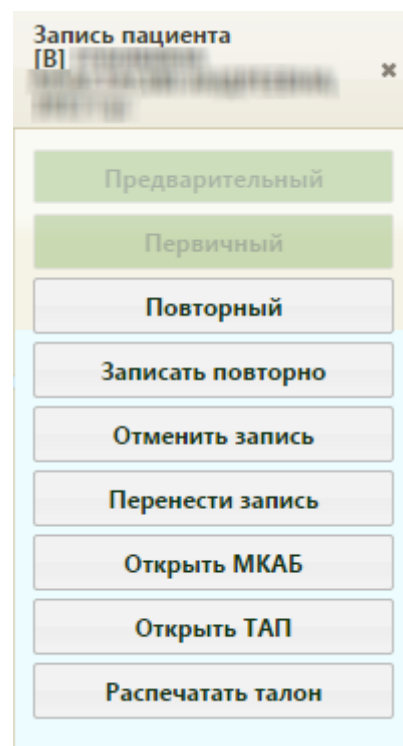 Запись пациента
[В]
×
Предварительный
Первичный
Повторный
Записать повторно
Отменить запись
Перенести запись
Открыть МКАБ
Открыть ТАП
Распечатать талон